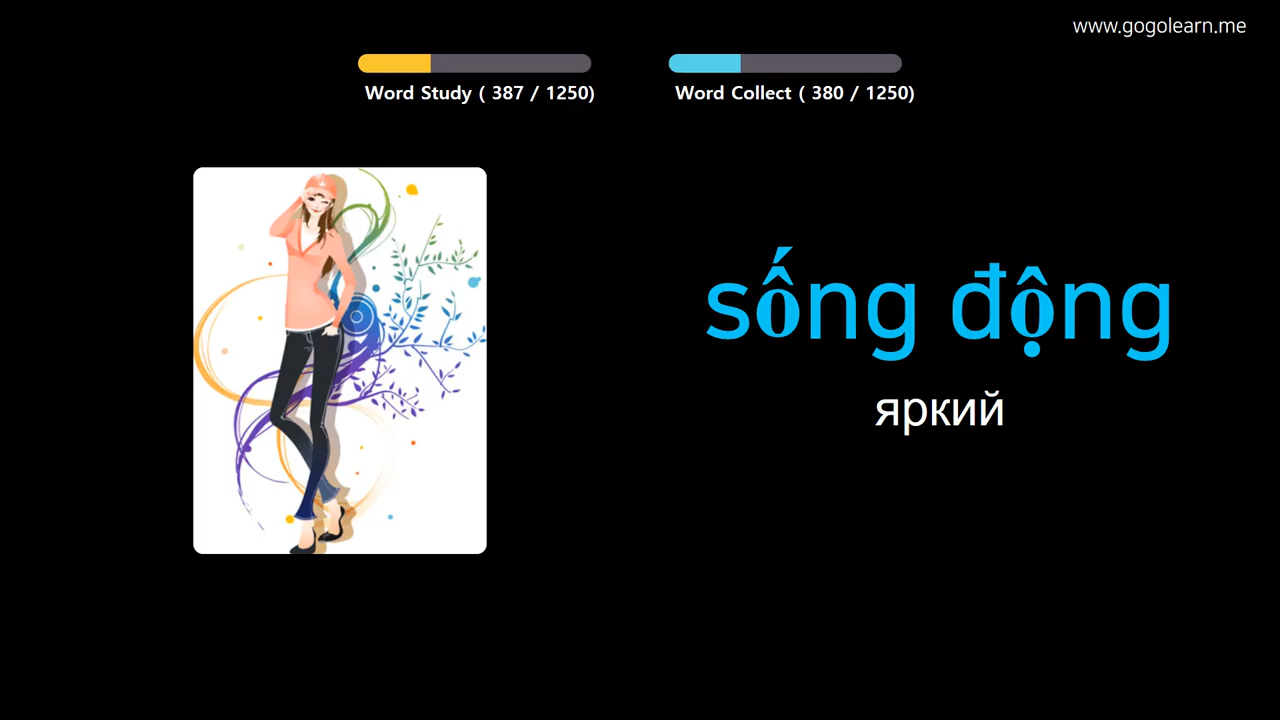 www.gogolearn.me
Word Study ( 387 / 1250)
Word Collect ( 380 / 1250)
sống động
яркий